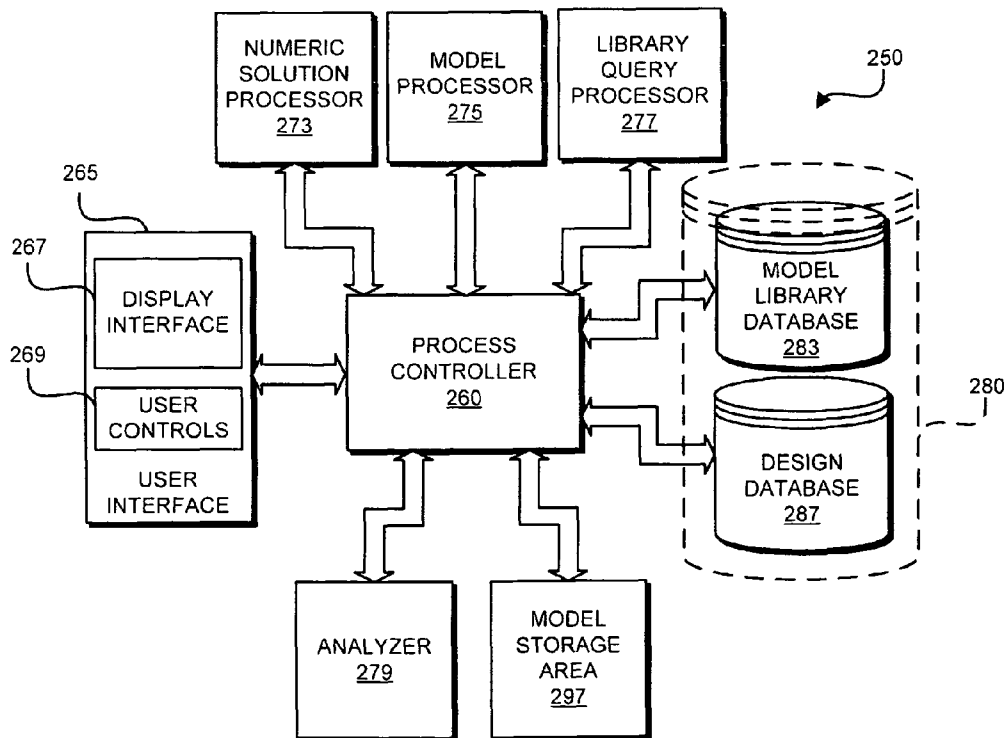 NUMERIC
SOLUTION
PROCESSOR
273
MODEL
PROCESSOR
275
LIBRARY
QUERY
PROCESSOR
277
250
265
267
DISPLAY
INTERFACE
269
USER
CONTROLS
USER
INTERFACE
PROCESS
CONTROLLER
260
MODEL
LIBRARY
DATABASE
283
280
DESIGN
DATABASE
287
ANALYZER
279
MODEL
STORAGE
AREA
297